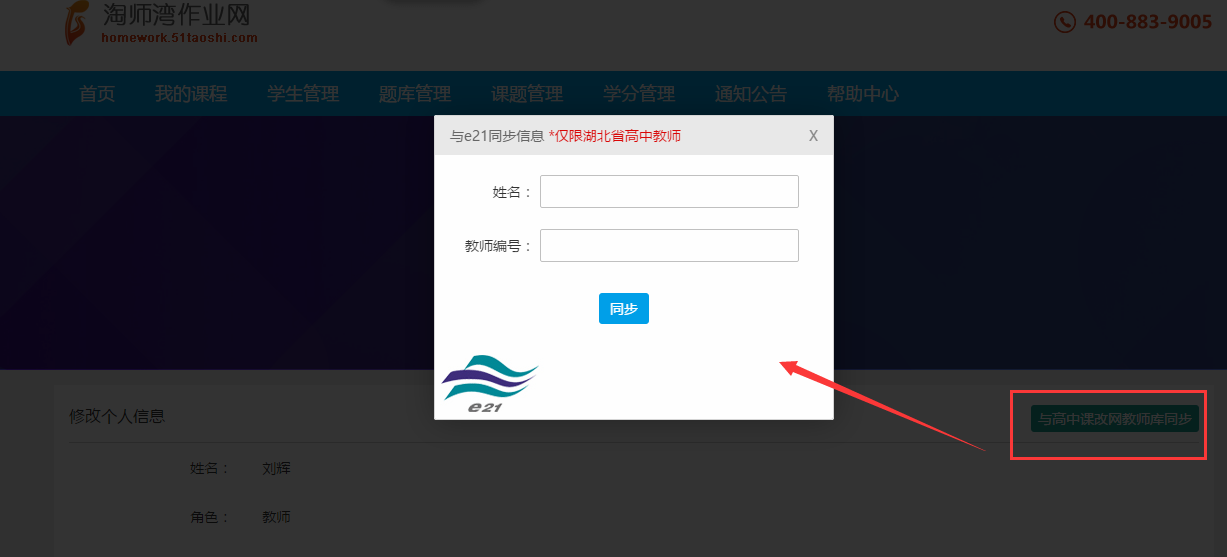 淘师湾作业网
homework.51taoshi.com
400-883-9005
首页 我的课程 学生管理 题库管理 课题管理 学分管理 通知公告 帮助中心
与e21同步信息 *仅限湖北省高中教师 X
姓名：
教师编号：
同步
e21
修改个人信息
与高中课改网教师库同步
姓名： 刘辉
角色： 教师